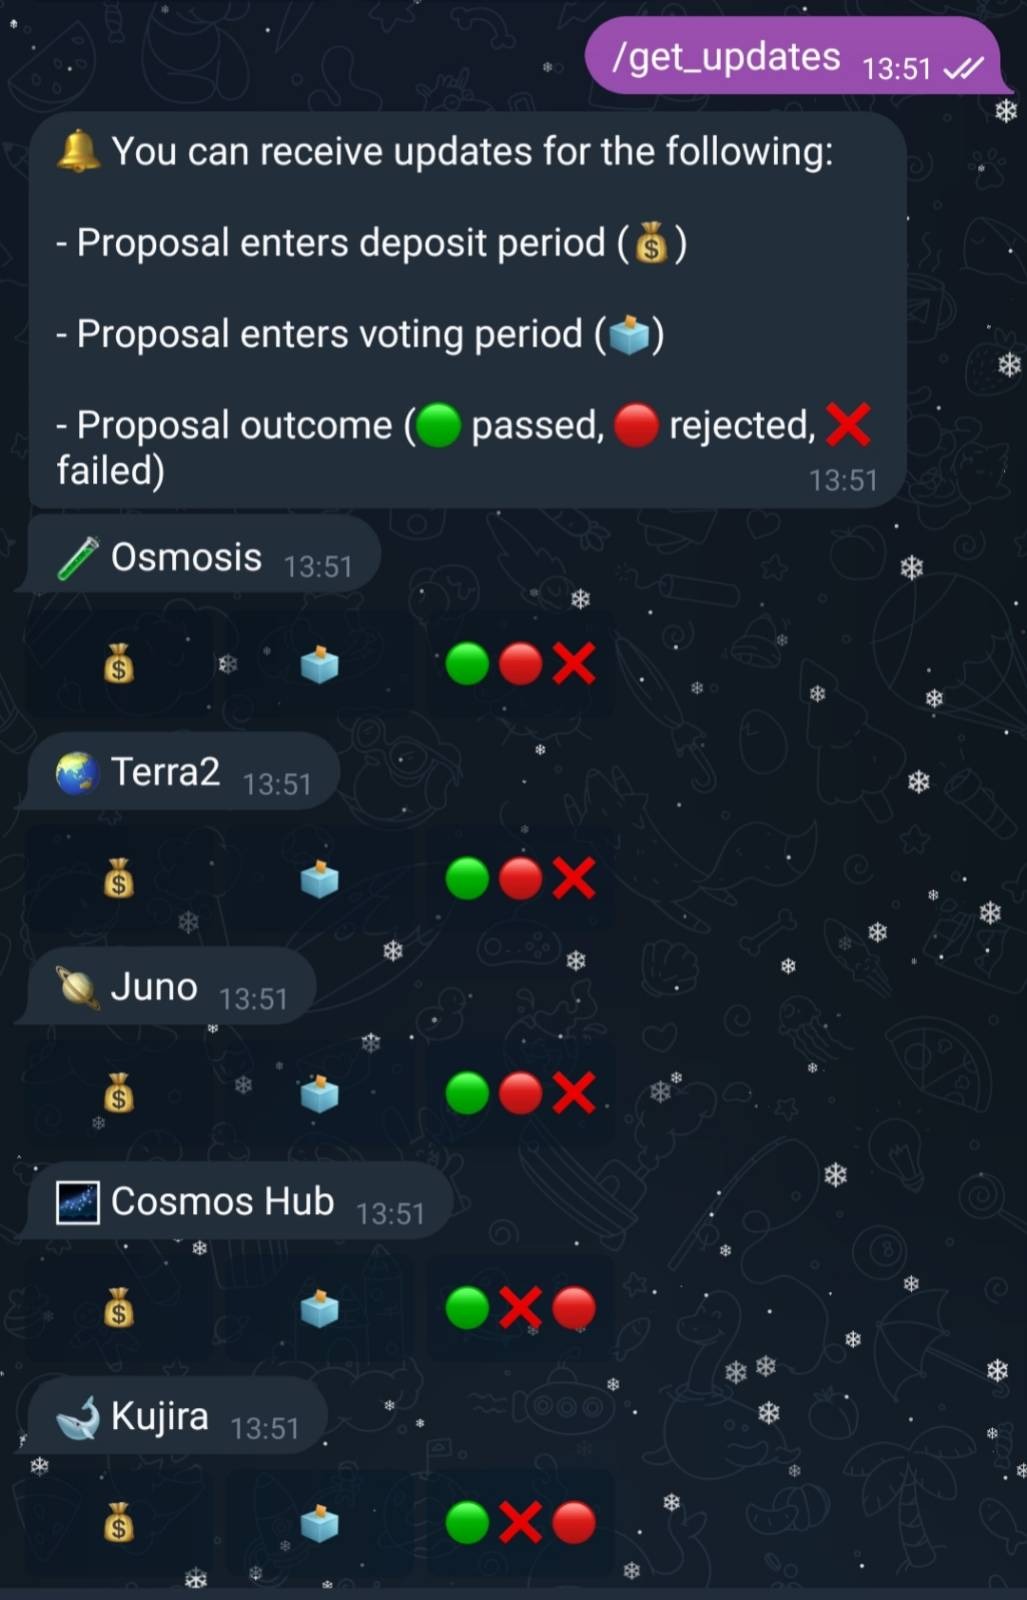 /get_updates 13:51
🔔 You can receive updates for the following:
- Proposal enters deposit period (💰)
- Proposal enters voting period (🗳)
- Proposal outcome (🟢 passed, 🔴 rejected, ❌
failed) 13:51
🧪 Osmosis 13:51
💰 🗳 🟢🔴❌
🌏 Terra2 13:51
💰 🗳 🟢🔴❌
🪐 Juno 13:51
💰 🗳 🟢🔴❌
🌌 Cosmos Hub 13:51
💰 🗳 🟢❌🔴
🐋 Kujira 13:51
💰 🗳 🟢❌🔴